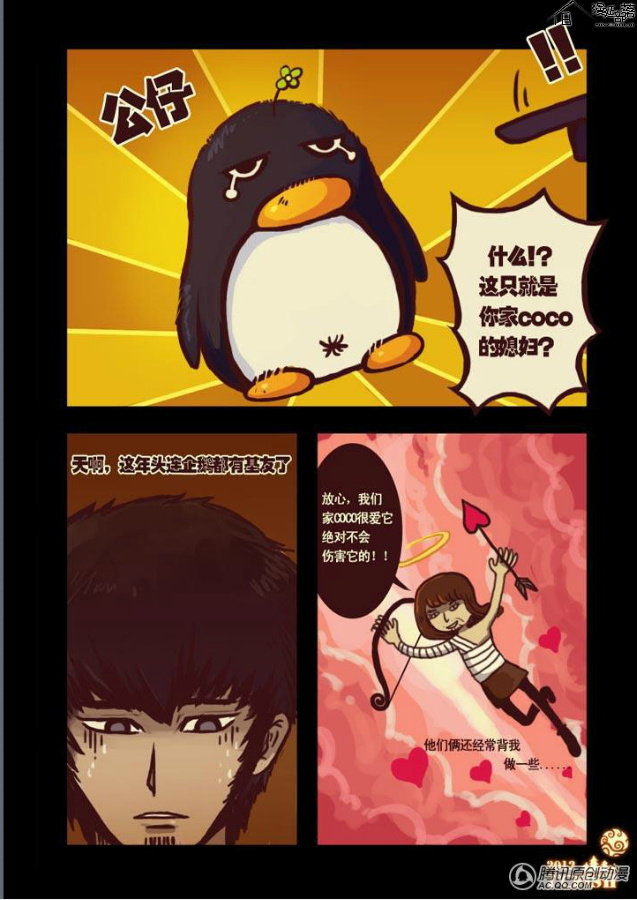 公仔
!!
什么!?
这只就是
你家coco
的媳妇?
天啊，这年头连企鹅都有基友了
放心，我们
家COCO很爱它
绝对不会
伤害它的！！
他们俩还经常背我
做一些......
2012
腾讯原创动漫
AC.QQ.COM